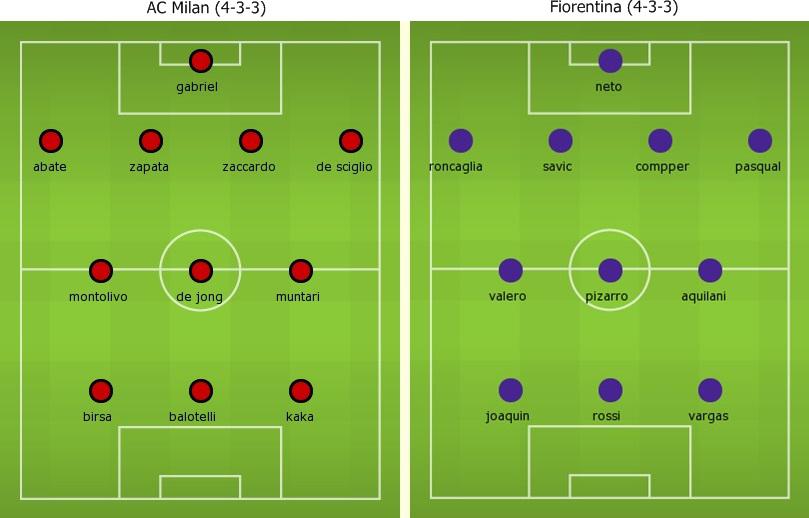 AC Milan (4-3-3)
gabriel
abate zapata zaccardo de sciglio
montolivo de jong muntari
birsa balotelli kaka
Fiorentina (4-3-3)
neto
roncaglia savic compper pasqual
valero pizarro aquilani
joaquin rossi vargas